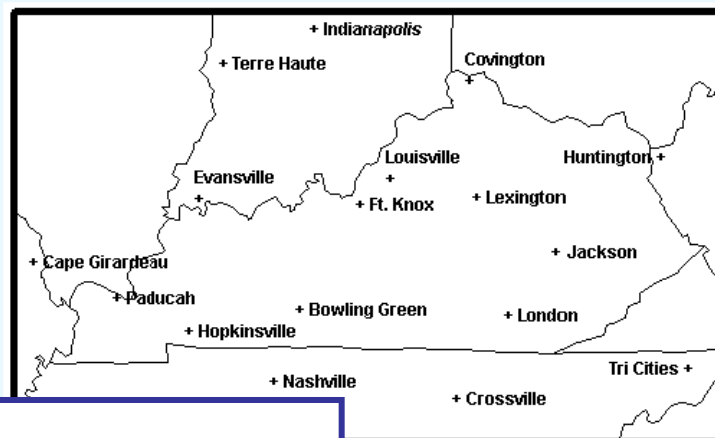 Indianapolis
Terre Haute
Covington
Louisville
Huntington
Evansville
Lexington
Ft. Knox
Jackson
Cape Girardeau
Paducah
Bowling Green
London
Hopkinsville
Tri Cities
Nashville
Crossville